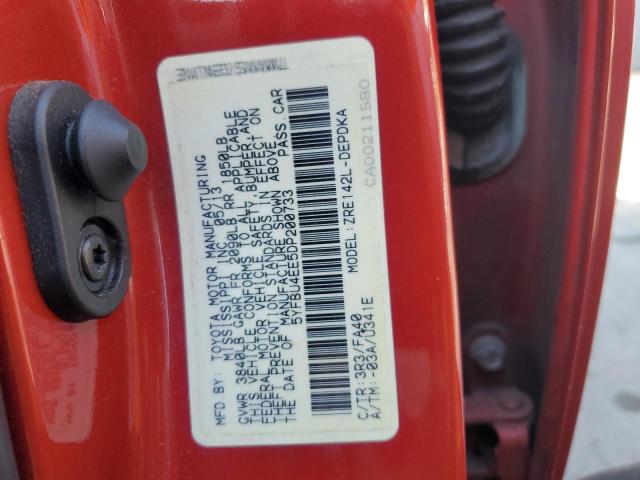 MFD BY: TOYOTA MOTOR MANUFACTURING
MISSISSIPPI INC. 05/13
GVWR 3840LB GAWR FR 2090LB RR 1850LB
THIS VEHICLE CONFORMS TO ALL APPLICABLE
FEDERAL MOTOR VEHICLE SAFETY, BUMPER, AND
THEFT PREVENTION STANDARDS IN EFFECT ON
THE DATE OF MANUFACTURE SHOWN ABOVE.
5YFBU4EE5DP200733 PASS.CAR
C/TR: 3R3/FA40 MODEL: ZRE142L-DEPDKA
A/TM: -03A/U341E
CA00211580